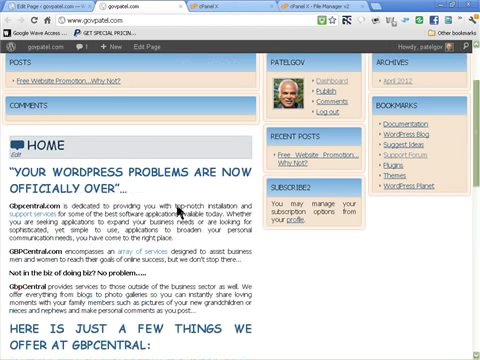 Edit Page ‹ govpatel.com — W
govpatel.com
cPanel X
cPanel X - File Manager v2
www.govpatel.com
Google Wave Access ...
GET SPECIAL PRICIN...
Other bookmarks
govpatel.com
1
+ New
Edit Page
Howdy, patelgov
POSTS
Free Website Promotion...Why Not?
COMMENTS
HOME
Edit
"YOUR WORDPRESS PROBLEMS ARE NOW
OFFICIALLY OVER"...
Gbpcentral.com is dedicated to providing you with top-notch installation and
support services for some of the best software applications available today. Whether
you are seeking applications to expand your business needs or are looking for
sophisticated, yet simple to use, applications to broaden your personal
communication needs, you have come to the right place.
GBPCentral.com encompasses an array of services designed to assist business
men and women to reach their goals of online success, but we don't stop there...
Not in the biz of doing biz? No problem.....
GbpCentral provides services to those outside of the business sector as well. We
offer everything from blogs to photo galleries so you can instantly share loving
moments with your family members such as pictures of your new grandchildren or
nieces and nephews and make personal comments as you post...
HERE IS JUST A FEW THINGS WE
OFFER AT GBPCENTRAL:
PATELGOV
Dashboard
Publish
Comments
Log out
RECENT POSTS
Free Website Promotion...
Why Not?
SUBSCRIBE2
You may manage your
subscription options from
your profile.
ARCHIVES
April 2012
BOOKMARKS
Documentation
WordPress Blog
Suggest Ideas
Support Forum
Plugins
Themes
WordPress Planet